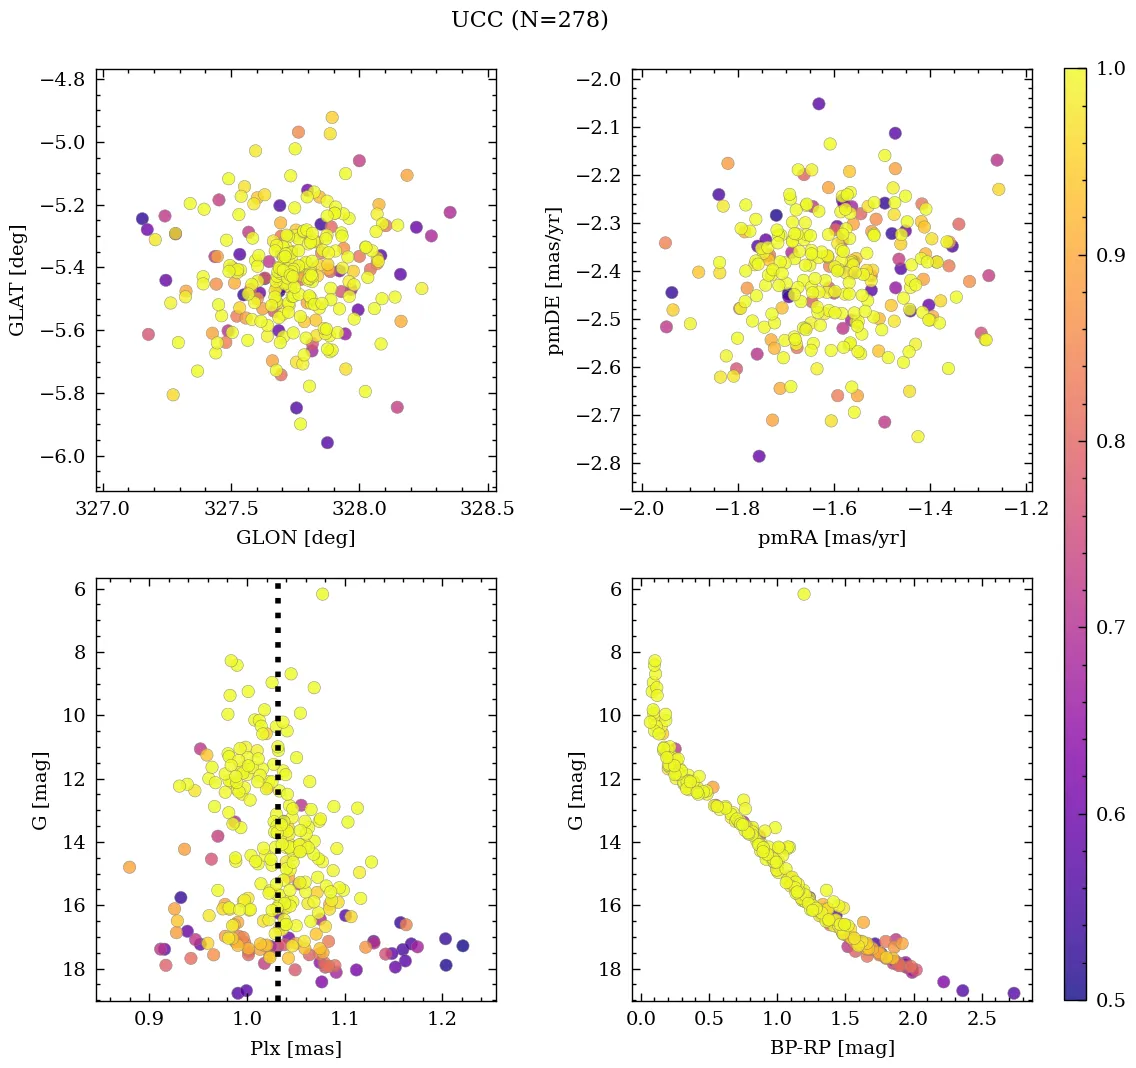 UCC (N=278)
−4.8
−5.0
−5.2
−5.4
−5.6
−5.8
−6.0
GLAT [deg]
327.0 327.5 328.0 328.5
GLON [deg]
−2.0
−2.1
−2.2
−2.3
−2.4
−2.5
−2.6
−2.7
−2.8
pmDE [mas/yr]
−2.0 −1.8 −1.6 −1.4 −1.2
pmRA [mas/yr]
6
8
10
12
14
16
18
G [mag]
0.9 1.0 1.1 1.2
Plx [mas]
6
8
10
12
14
16
18
G [mag]
0.0 0.5 1.0 1.5 2.0 2.5
BP-RP [mag]
1.0
0.9
0.8
0.7
0.6
0.5